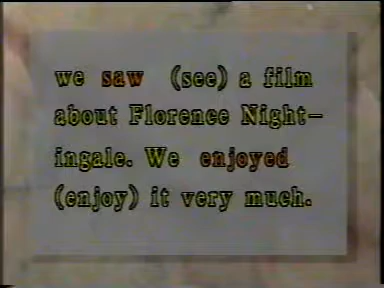 we saw (see) a film
about Florence Night-
ingale. We enjoyed
(enjoy) it very much.